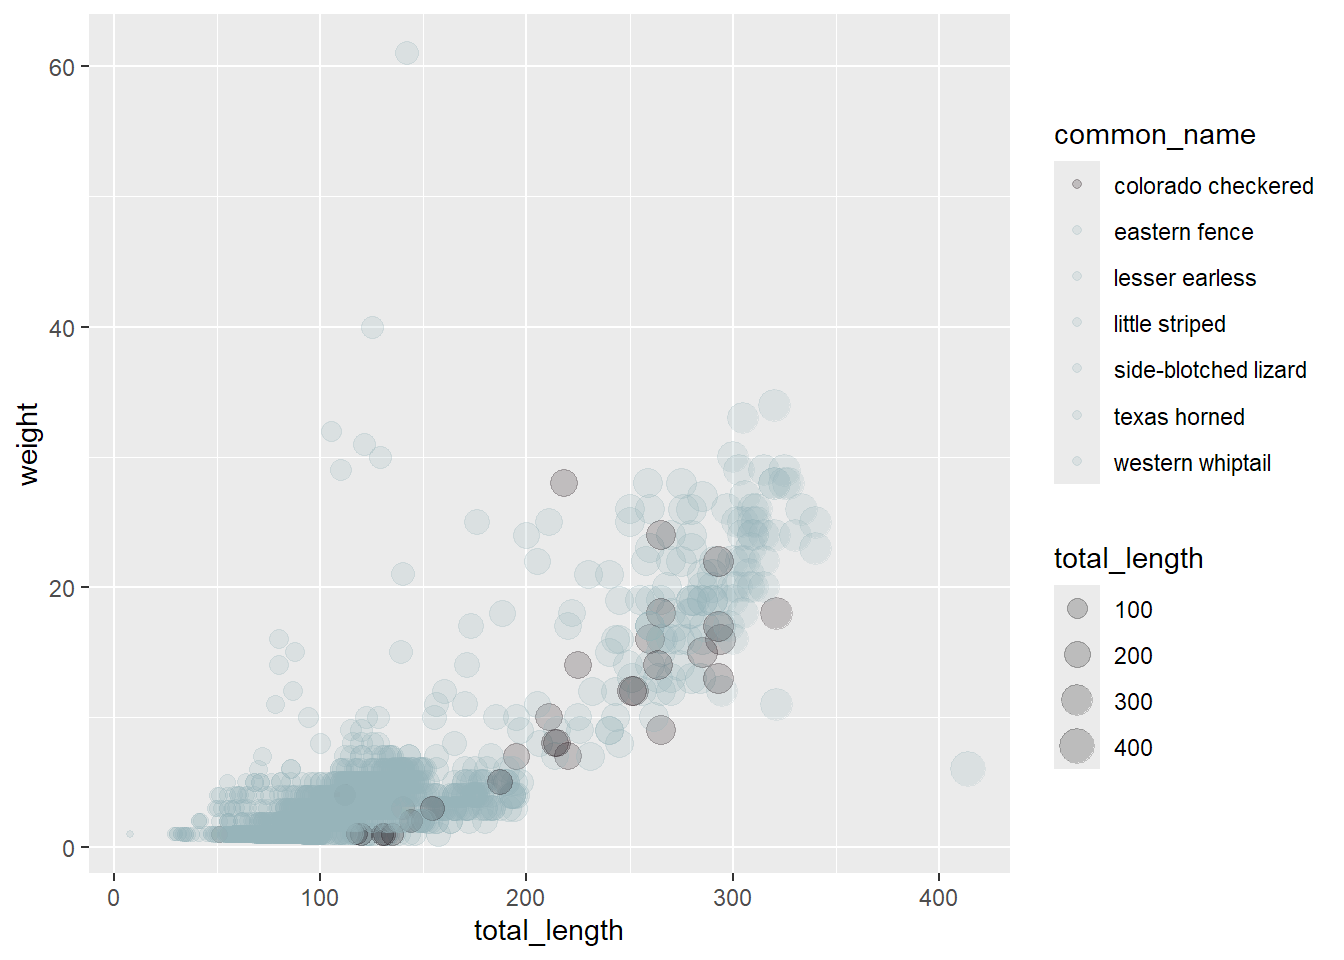 60
40
20
0
weight
0
100
200
300
400
total_length
common_name
colorado checkered
eastern fence
lesser earless
little striped
side-blotched lizard
texas horned
western whiptail
total_length
100
200
300
400